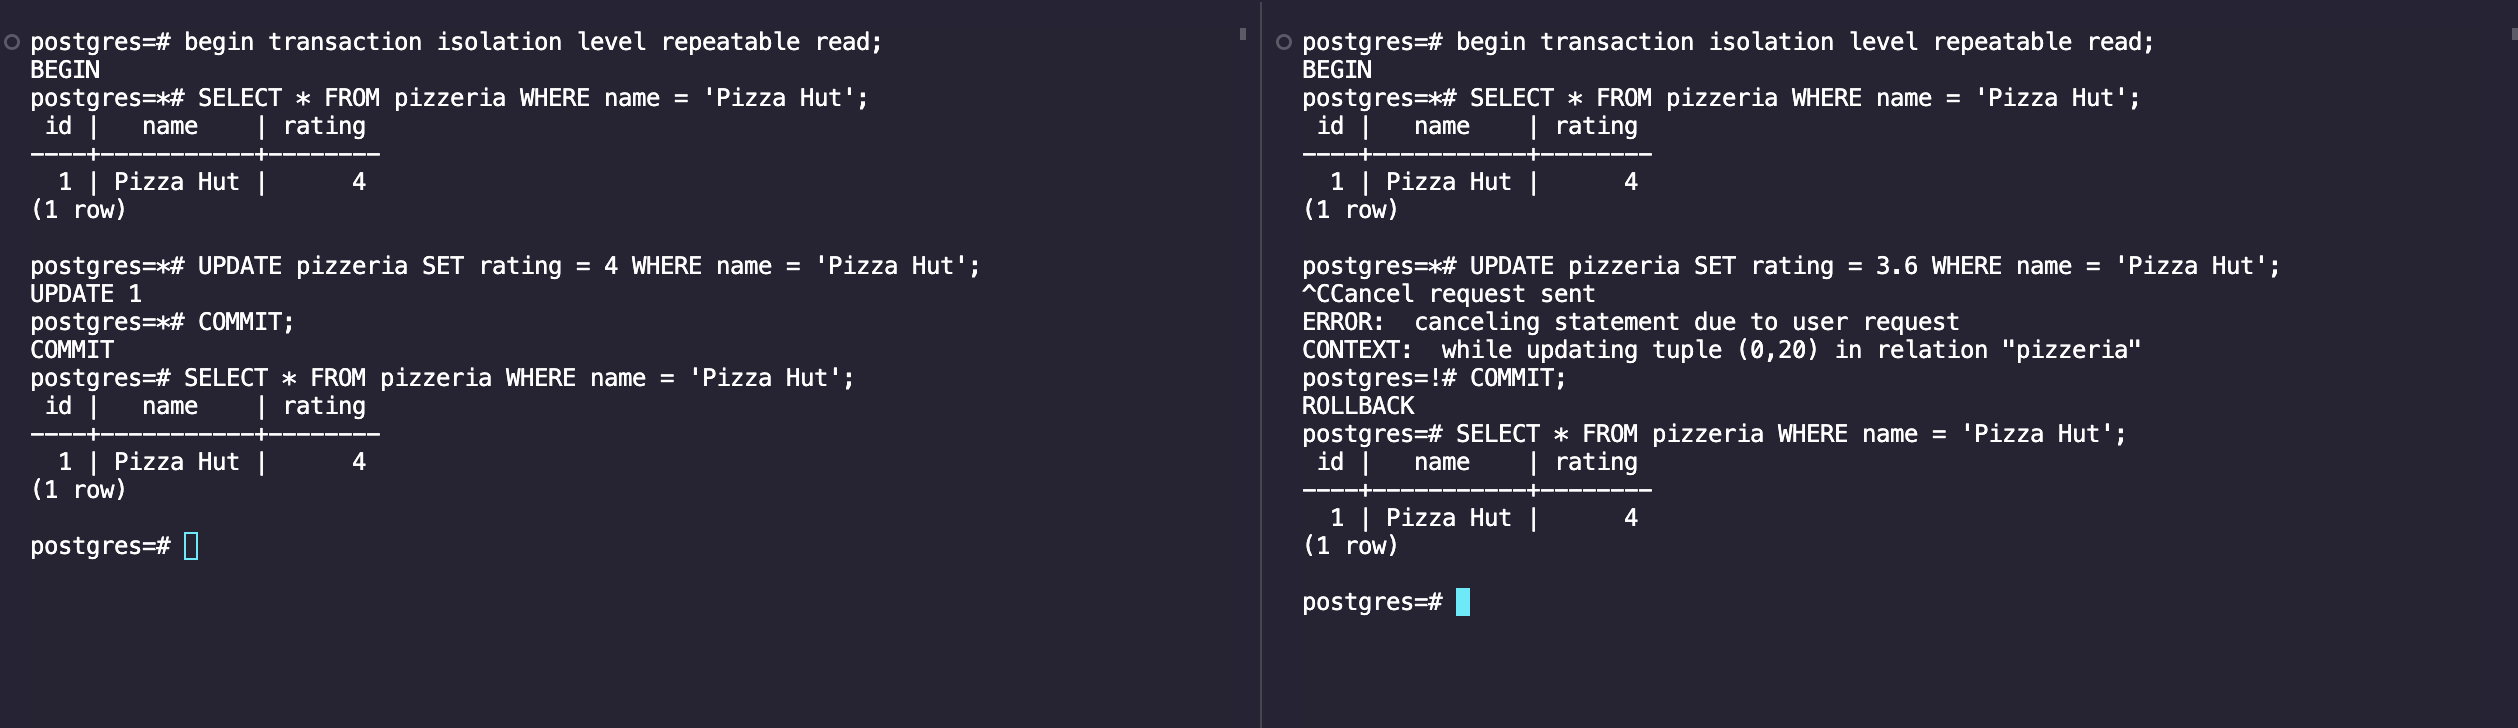 postgres=# begin transaction isolation level repeatable read;
BEGIN
postgres=*# SELECT * FROM pizzeria WHERE name = 'Pizza Hut';
 id |   name    | rating
----+-----------+--------
  1 | Pizza Hut |      4
(1 row)

postgres=*# UPDATE pizzeria SET rating = 4 WHERE name = 'Pizza Hut';
UPDATE 1
postgres=*# COMMIT;
COMMIT
postgres=# SELECT * FROM pizzeria WHERE name = 'Pizza Hut';
 id |   name    | rating
----+-----------+--------
  1 | Pizza Hut |      4
(1 row)

postgres=#
postgres=# begin transaction isolation level repeatable read;
BEGIN
postgres=*# SELECT * FROM pizzeria WHERE name = 'Pizza Hut';
 id |   name    | rating
----+-----------+--------
  1 | Pizza Hut |      4
(1 row)

postgres=*# UPDATE pizzeria SET rating = 3.6 WHERE name = 'Pizza Hut';
^CCancel request sent
ERROR:  canceling statement due to user request
CONTEXT:  while updating tuple (0,20) in relation "pizzeria"
postgres=!# COMMIT;
ROLLBACK
postgres=# SELECT * FROM pizzeria WHERE name = 'Pizza Hut';
 id |   name    | rating
----+-----------+--------
  1 | Pizza Hut |      4
(1 row)

postgres=#